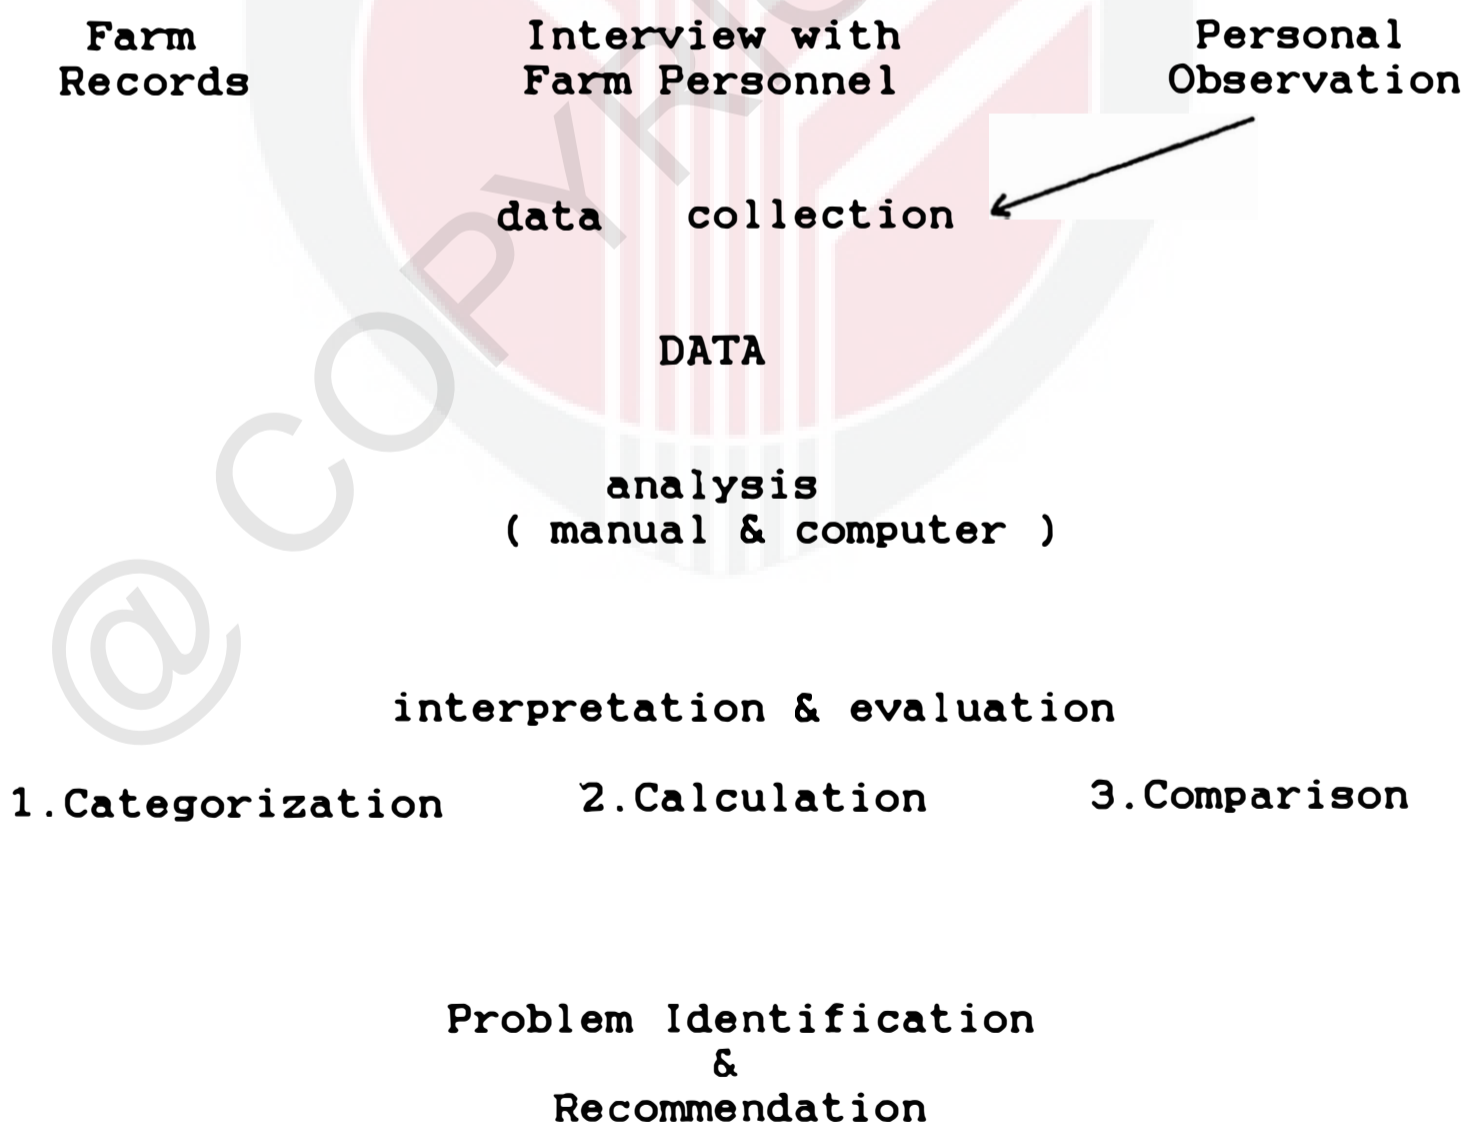 Farm Interview with Personal
Records Farm Personnel Observation
data collection
DATA
analysis
( manual & computer )
interpretation & evaluation
1.Categorization 2.Calculation 3.Comparison
Problem Identification
&
Recommendation
@ COPYRI